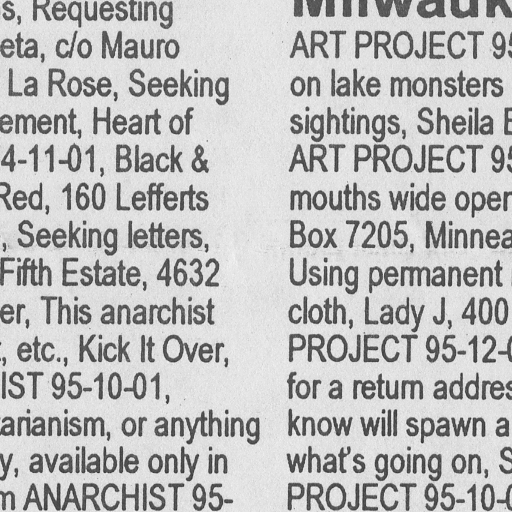 s, Requesting
eta, c/o Mauro
La Rose, Seeking
ement, Heart of
4-11-01, Black &
Red, 160 Lefferts
, Seeking letters,
Fifth Estate, 4632
er, This anarchist
, etc., Kick It Over,
IST 95-10-01,
arianism, or anything
y, available only in
m ANARCHIST 95-
Milwauk
ART PROJECT 95
on lake monsters
sightings, Sheila B
ART PROJECT 95
mouths wide open
Box 7205, Minnea
Using permanent
cloth, Lady J, 400
PROJECT 95-12-0
for a return addres
know will spawn a
what's going on, S
PROJECT 95-10-0